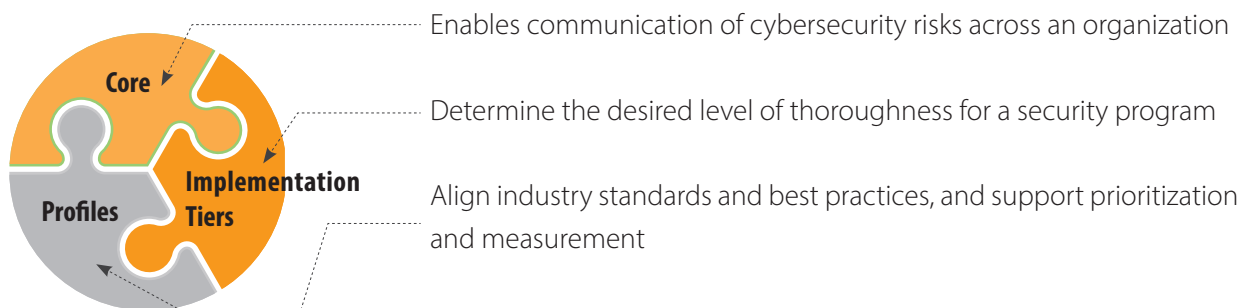 Enables communication of cybersecurity risks across an organization
Core
Determine the desired level of thoroughness for a security program
Implementation
Tiers
Profiles
Align industry standards and best practices, and support prioritization
and measurement